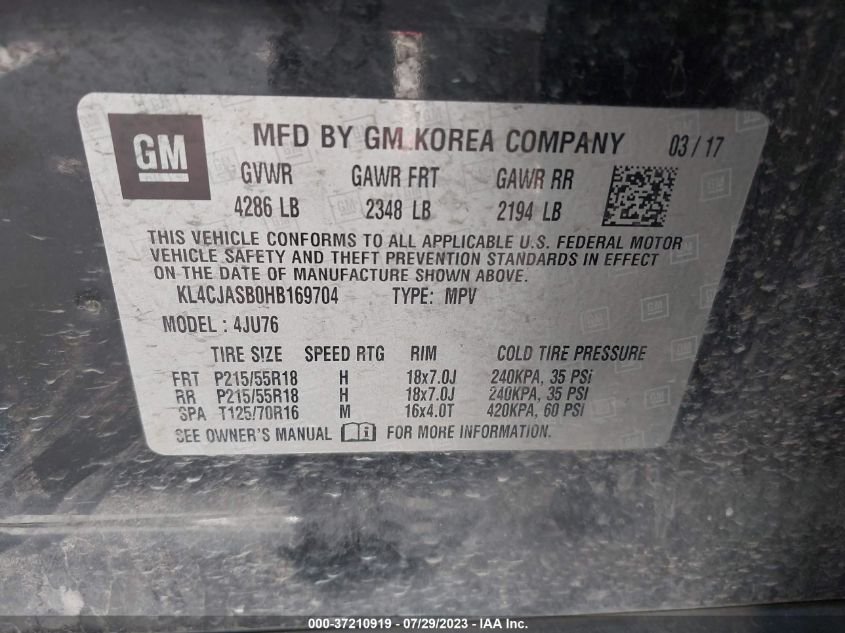 GM
MFD BY GM KOREA COMPANY 03/17
GVWR GAWR FRT GAWR RR
4286 LB 2348 LB 2194 LB
THIS VEHICLE CONFORMS TO ALL APPLICABLE U.S. FEDERAL MOTOR
VEHICLE SAFETY AND THEFT PREVENTION STANDARDS IN EFFECT
ON THE DATE OF MANUFACTURE SHOWN ABOVE.
KL4CJASB0HB169704 TYPE: MPV
MODEL : 4JU76
TIRE SIZE SPEED RTG RIM COLD TIRE PRESSURE
FRT P215/55R18 H 18x7.0J 240KPA, 35 PSi
RR P215/55R18 H 18x7.0J 240KPA, 35 PSI
SPA T125/70R16 M 16x4.0T 420KPA, 60 PSI
SEE OWNER'S MANUAL FOR MORE INFORMATION.
000-37210919 - 07/29/2023 - IAA Inc.